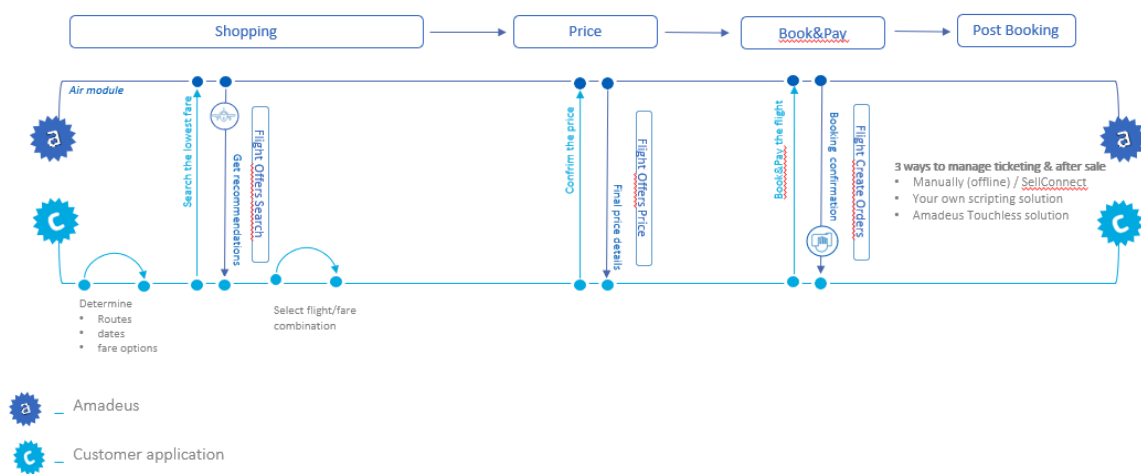 Shopping
Price
Book&Pay
Post Booking
Air module
a
a
c
c
Search the lowest fare
Get recommendations
Flight Offers Search
Confrim the price
Final price details
Flight Offers Price
Book&Pay the flight
Booking confirmation
Flight Create Orders
3 ways to manage ticketing & after sale
• Manually (offline) / SellConnect
• Your own scripting solution
• Amadeus Touchless solution
Determine
• Routes
• dates
• fare options
Select flight/fare
combination
a _ Amadeus
c _ Customer application